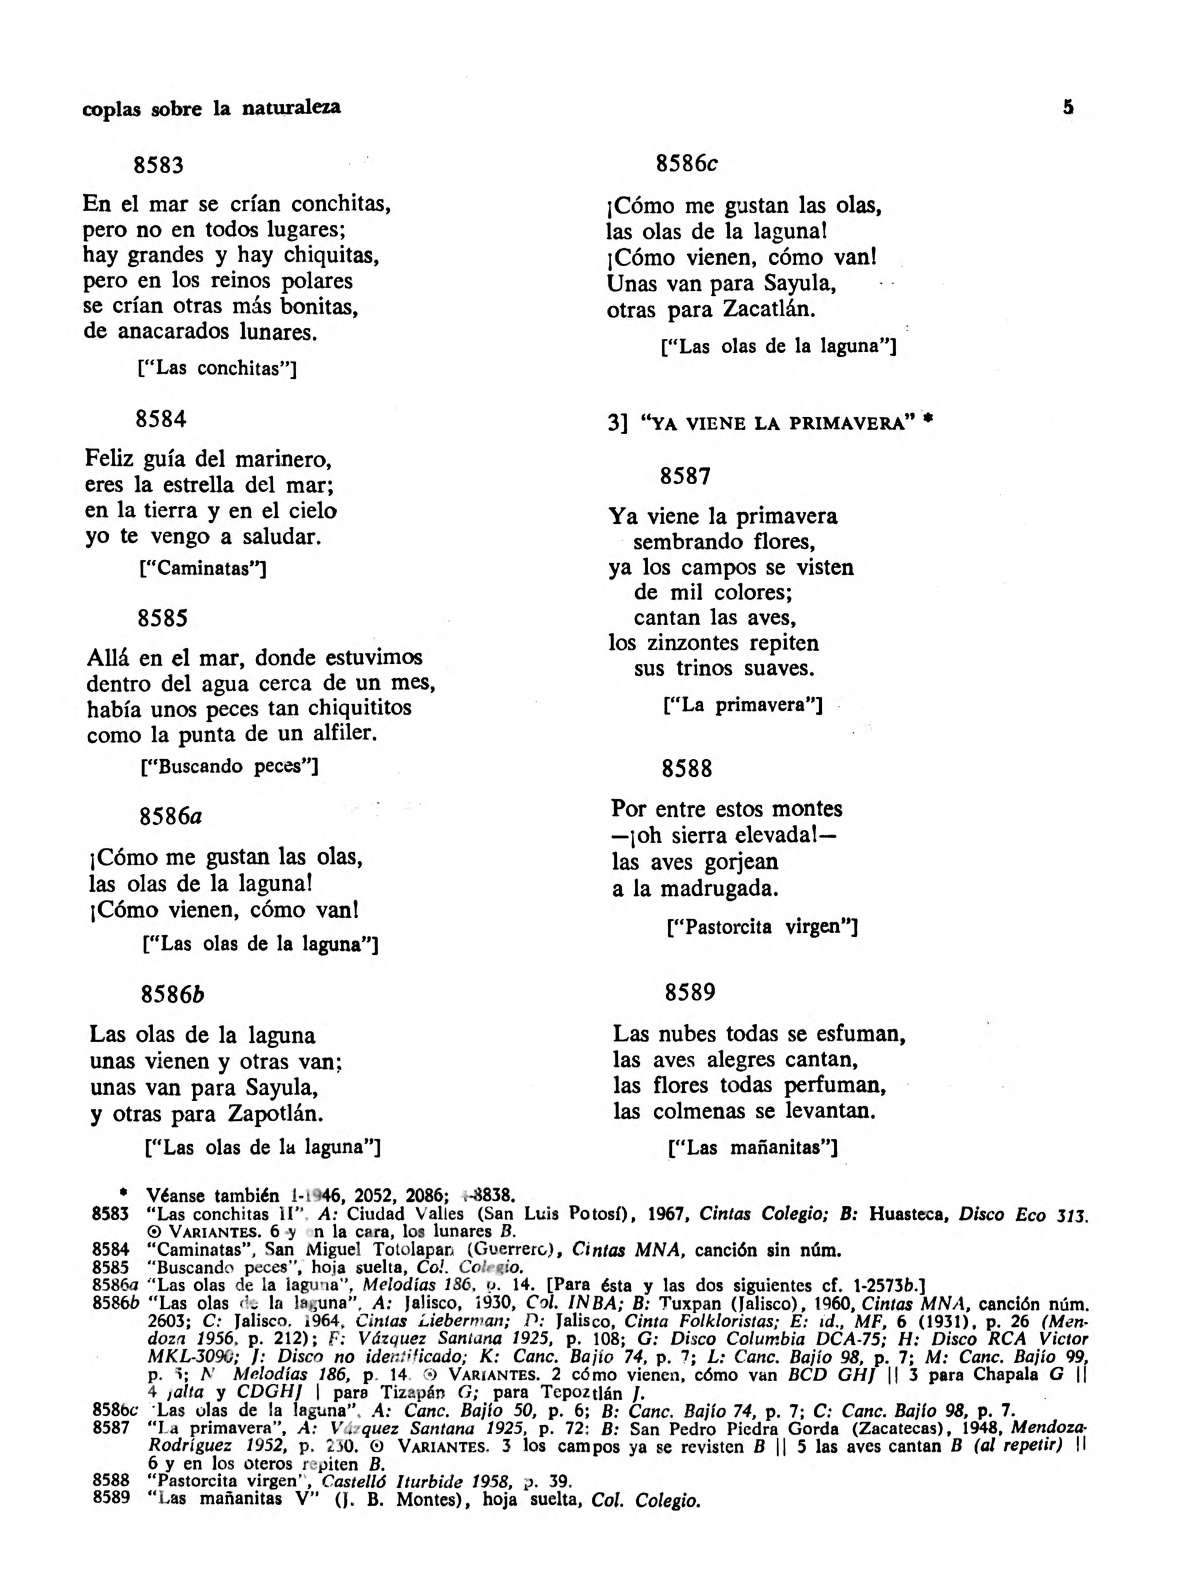 coplas sobre la naturaleza 5
8583
En el mar se crían conchitas,
pero no en todos lugares;
hay grandes y hay chiquitas,
pero en los reinos polares
se crían otras más bonitas,
de anacarados lunares.
["Las conchitas"]
8584
Feliz guía del marinero,
eres la estrella del mar;
en la tierra y en el cielo
yo te vengo a saludar.
["Caminatas"]
8585
Allá en el mar, donde estuvimos
dentro del agua cerca de un mes,
había unos peces tan chiquititos
como la punta de un alfiler.
["Buscando peces"]
8586a
¡Cómo me gustan las olas,
las olas de la laguna!
¡Cómo vienen, cómo van!
["Las olas de la laguna"]
8586b
Las olas de la laguna
unas vienen y otras van;
unas van para Sayula,
y otras para Zapotlán.
["Las olas de la laguna"]
8586c
¡Cómo me gustan las olas,
las olas de la laguna!
¡Cómo vienen, cómo van!
Unas van para Sayula,
otras para Zacatlán.
["Las olas de la laguna"]
3] "YA VIENE LA PRIMAVERA" *
8587
Ya viene la primavera
sembrando flores,
ya los campos se visten
de mil colores;
cantan las aves,
los zinzontes repiten
sus trinos suaves.
["La primavera"]
8588
Por entre estos montes
—¡oh sierra elevada!—
las aves gorjean
a la madrugada.
["Pastorcita virgen"]
8589
Las nubes todas se esfuman,
las aves alegres cantan,
las flores todas perfuman,
las colmenas se levantan.
["Las mañanitas"]
* Véanse también 2052, 2086;
8583 "Las conchitas II". A: Ciudad Valles (San Luis Potosí), 1967, Cintas Colegio; B: Huasteca, Disco Eco 313.
⊙ VARIANTES. 6 y n la cara, los lunares B.
8584 "Caminatas", San Miguel Totolapan (Guerrero), Cintas MNA, canción sin núm.
8585 "Buscando peces", hoja suelta, Col. Colegio.
8586a "Las olas de la laguna", Melodías 186, p. 14. [Para ésta y las dos siguientes cf. 1-2573b.]
8586b "Las olas de la laguna". A: Jalisco, 1930, Col. INBA; B: Tuxpan (Jalisco), 1960, Cintas MNA, canción núm.
2603; C: Jalisco, 1964, Cintas Lieberman; D: Jalisco, Cinta Folkloristas; E: id., MF, 6 (1931), p. 26 (Men-
doza 1956, p. 212); F: Vázquez Santana 1925, p. 108; G: Disco Columbia DCA-75; H: Disco RCA Victor
MKL-3090; J: Disco no identificado; K: Canc. Bajío 74, p. 7; L: Canc. Bajío 98, p. 7; M: Canc. Bajío 99,
p. N Melodías 186, p. 14. ⊙ VARIANTES. 2 cómo vienen, cómo van BCD GHJ || 3 para Chapala G ||
4 falta y CDGHJ | para Tizapán G; para Tepoztlán J.
8586c "Las olas de la laguna". A: Canc. Bajío 50, p. 6; B: Canc. Bajío 74, p. 7; C: Canc. Bajío 98, p. 7.
8587 "La primavera", A: Vázquez Santana 1925, p. 72: B: San Pedro Piedra Gorda (Zacatecas), 1948, Mendoza-
Rodríguez 1952, p. 230. ⊙ VARIANTES. 3 los campos ya se revisten B || 5 las aves cantan B (al repetir) ||
6 y en los oteros repiten B.
8588 "Pastorcita virgen", Castelló Iturbide 1958, p. 39.
8589 "Las mañanitas V" (J. B. Montes), hoja suelta, Col. Colegio.